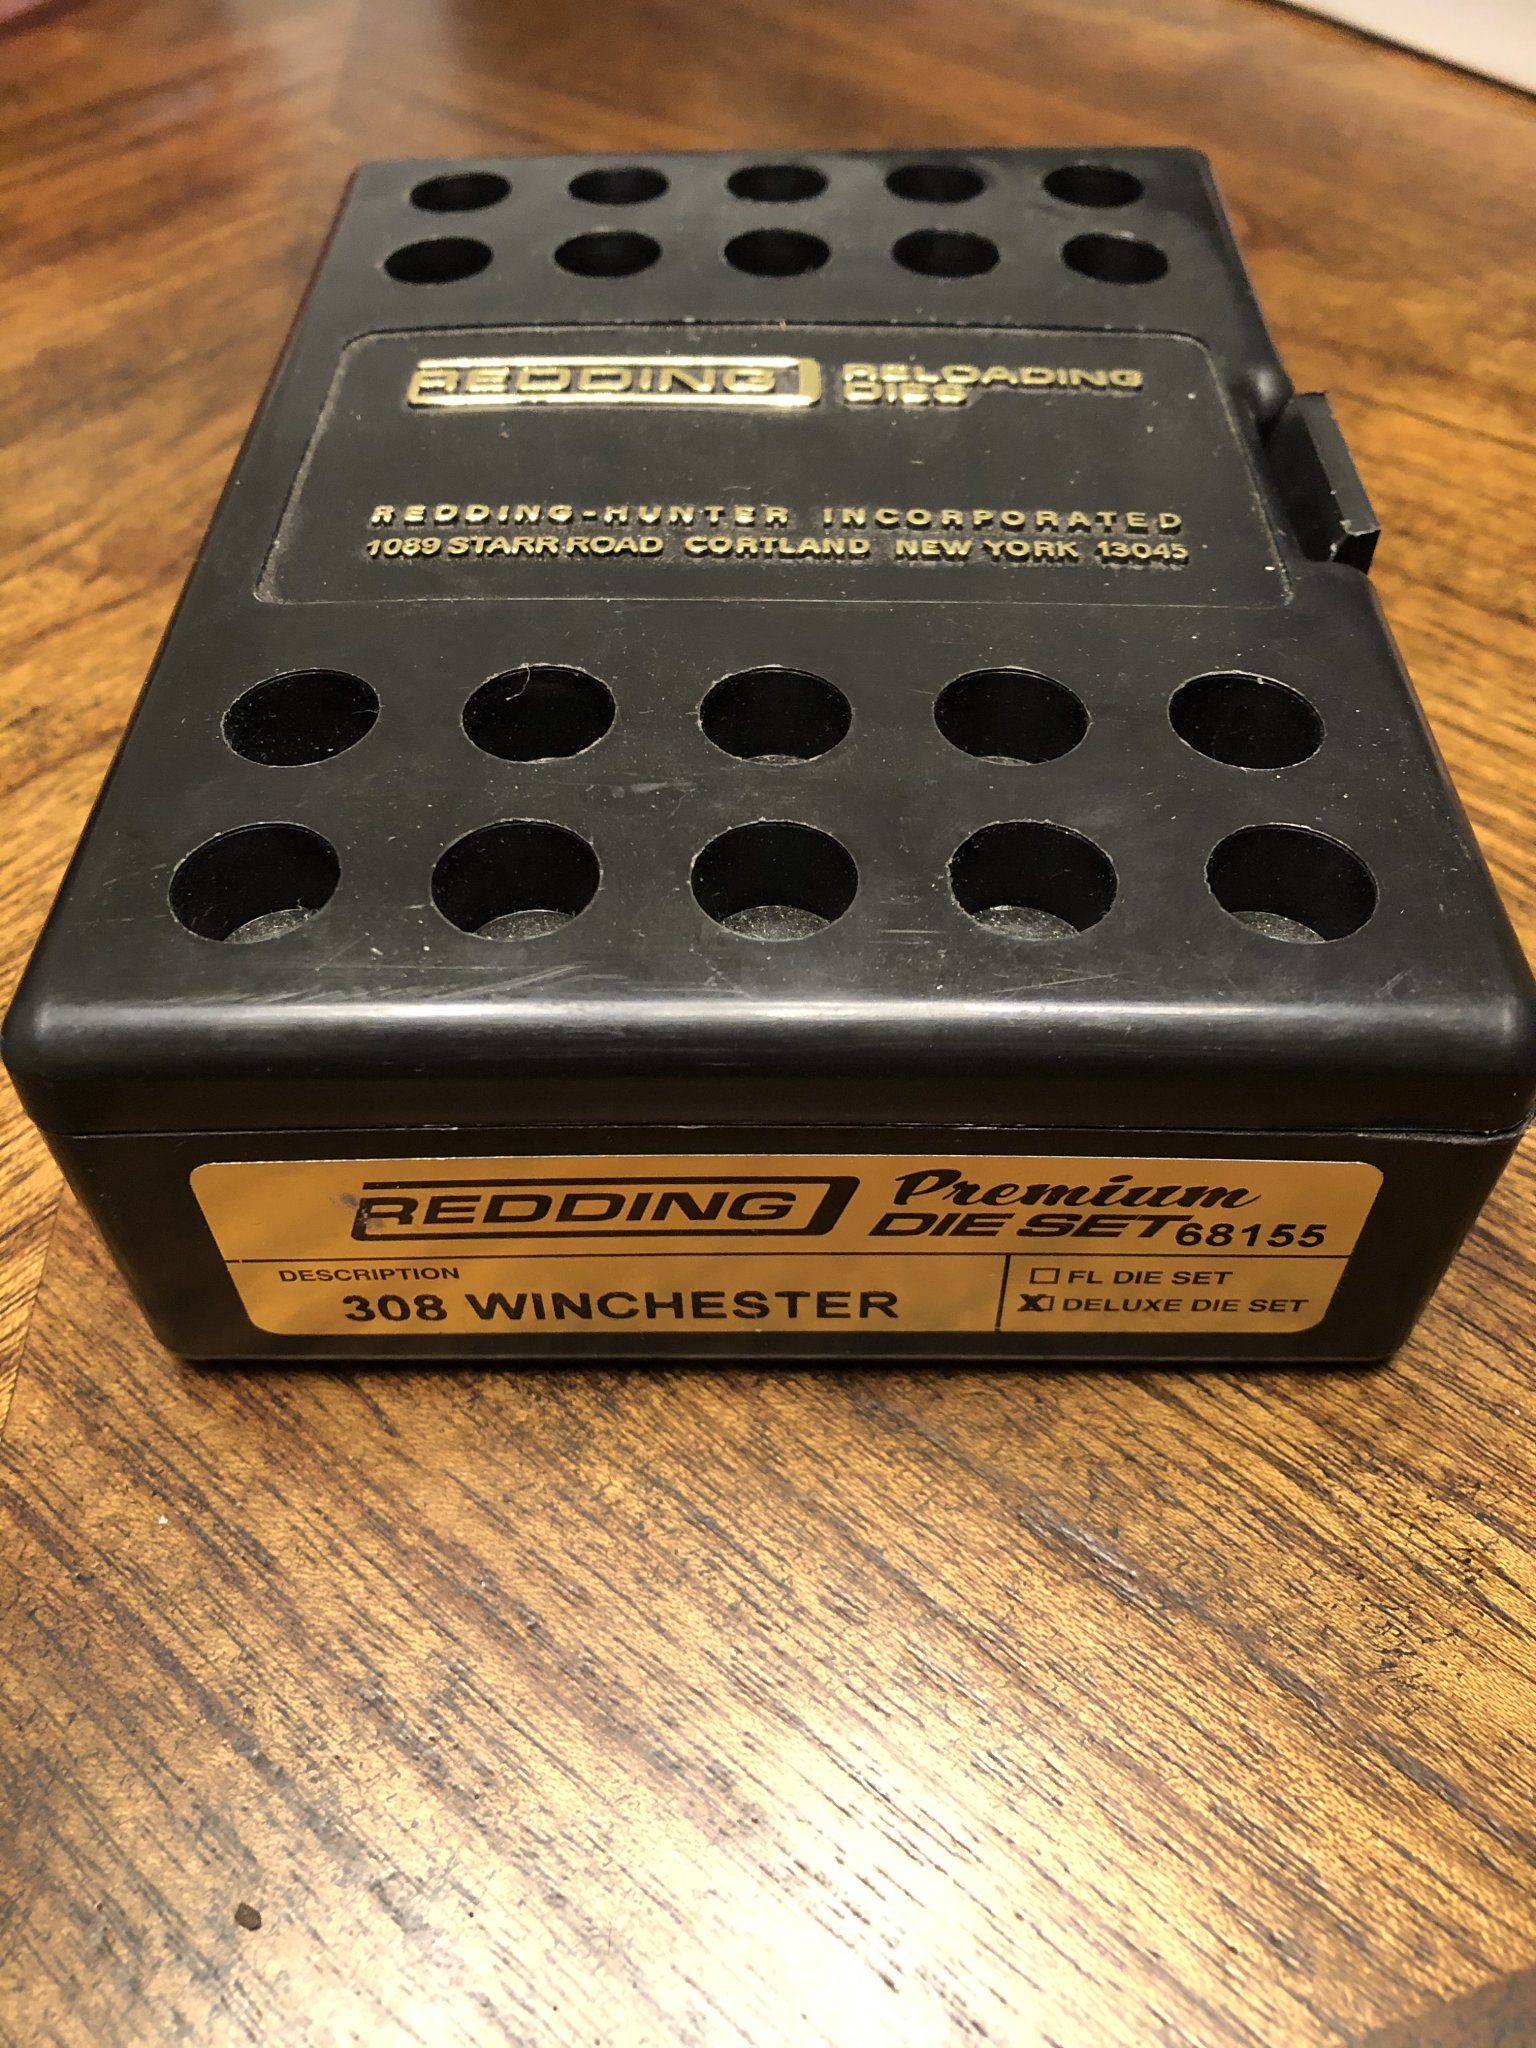 REDDING RELOADING
DIES
REDDING-HUNTER INCORPORATED
1089 STARR ROAD CORTLAND NEW YORK 13045
REDDING Premium
DIE SET 68155
DESCRIPTION
308 WINCHESTER
FL DIE SET
X DELUXE DIE SET